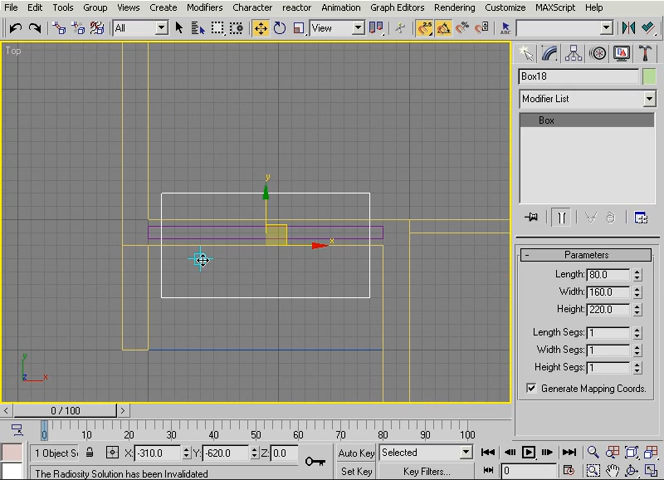 File Edit Tools Group Views Create Modifiers Character reactor Animation Graph Editors Rendering Customize MAXScript Help
All
View
2.5
Top
y
x
y
z
x
Box18
Modifier List
Box
- Parameters
Length: 80.0
Width: 160.0
Height: 220.0
Length Segs: 1
Width Segs: 1
Height Segs: 1
Generate Mapping Coords.
< 0 / 100 >
0 10 20 30 40 50 60 70 80 90 100
1 Object S
X: -310.0
Y: -620.0
Z: 0.0
Auto Key
Selected
The Radiosity Solution has been Invalidated
Set Key
Key Filters...
0